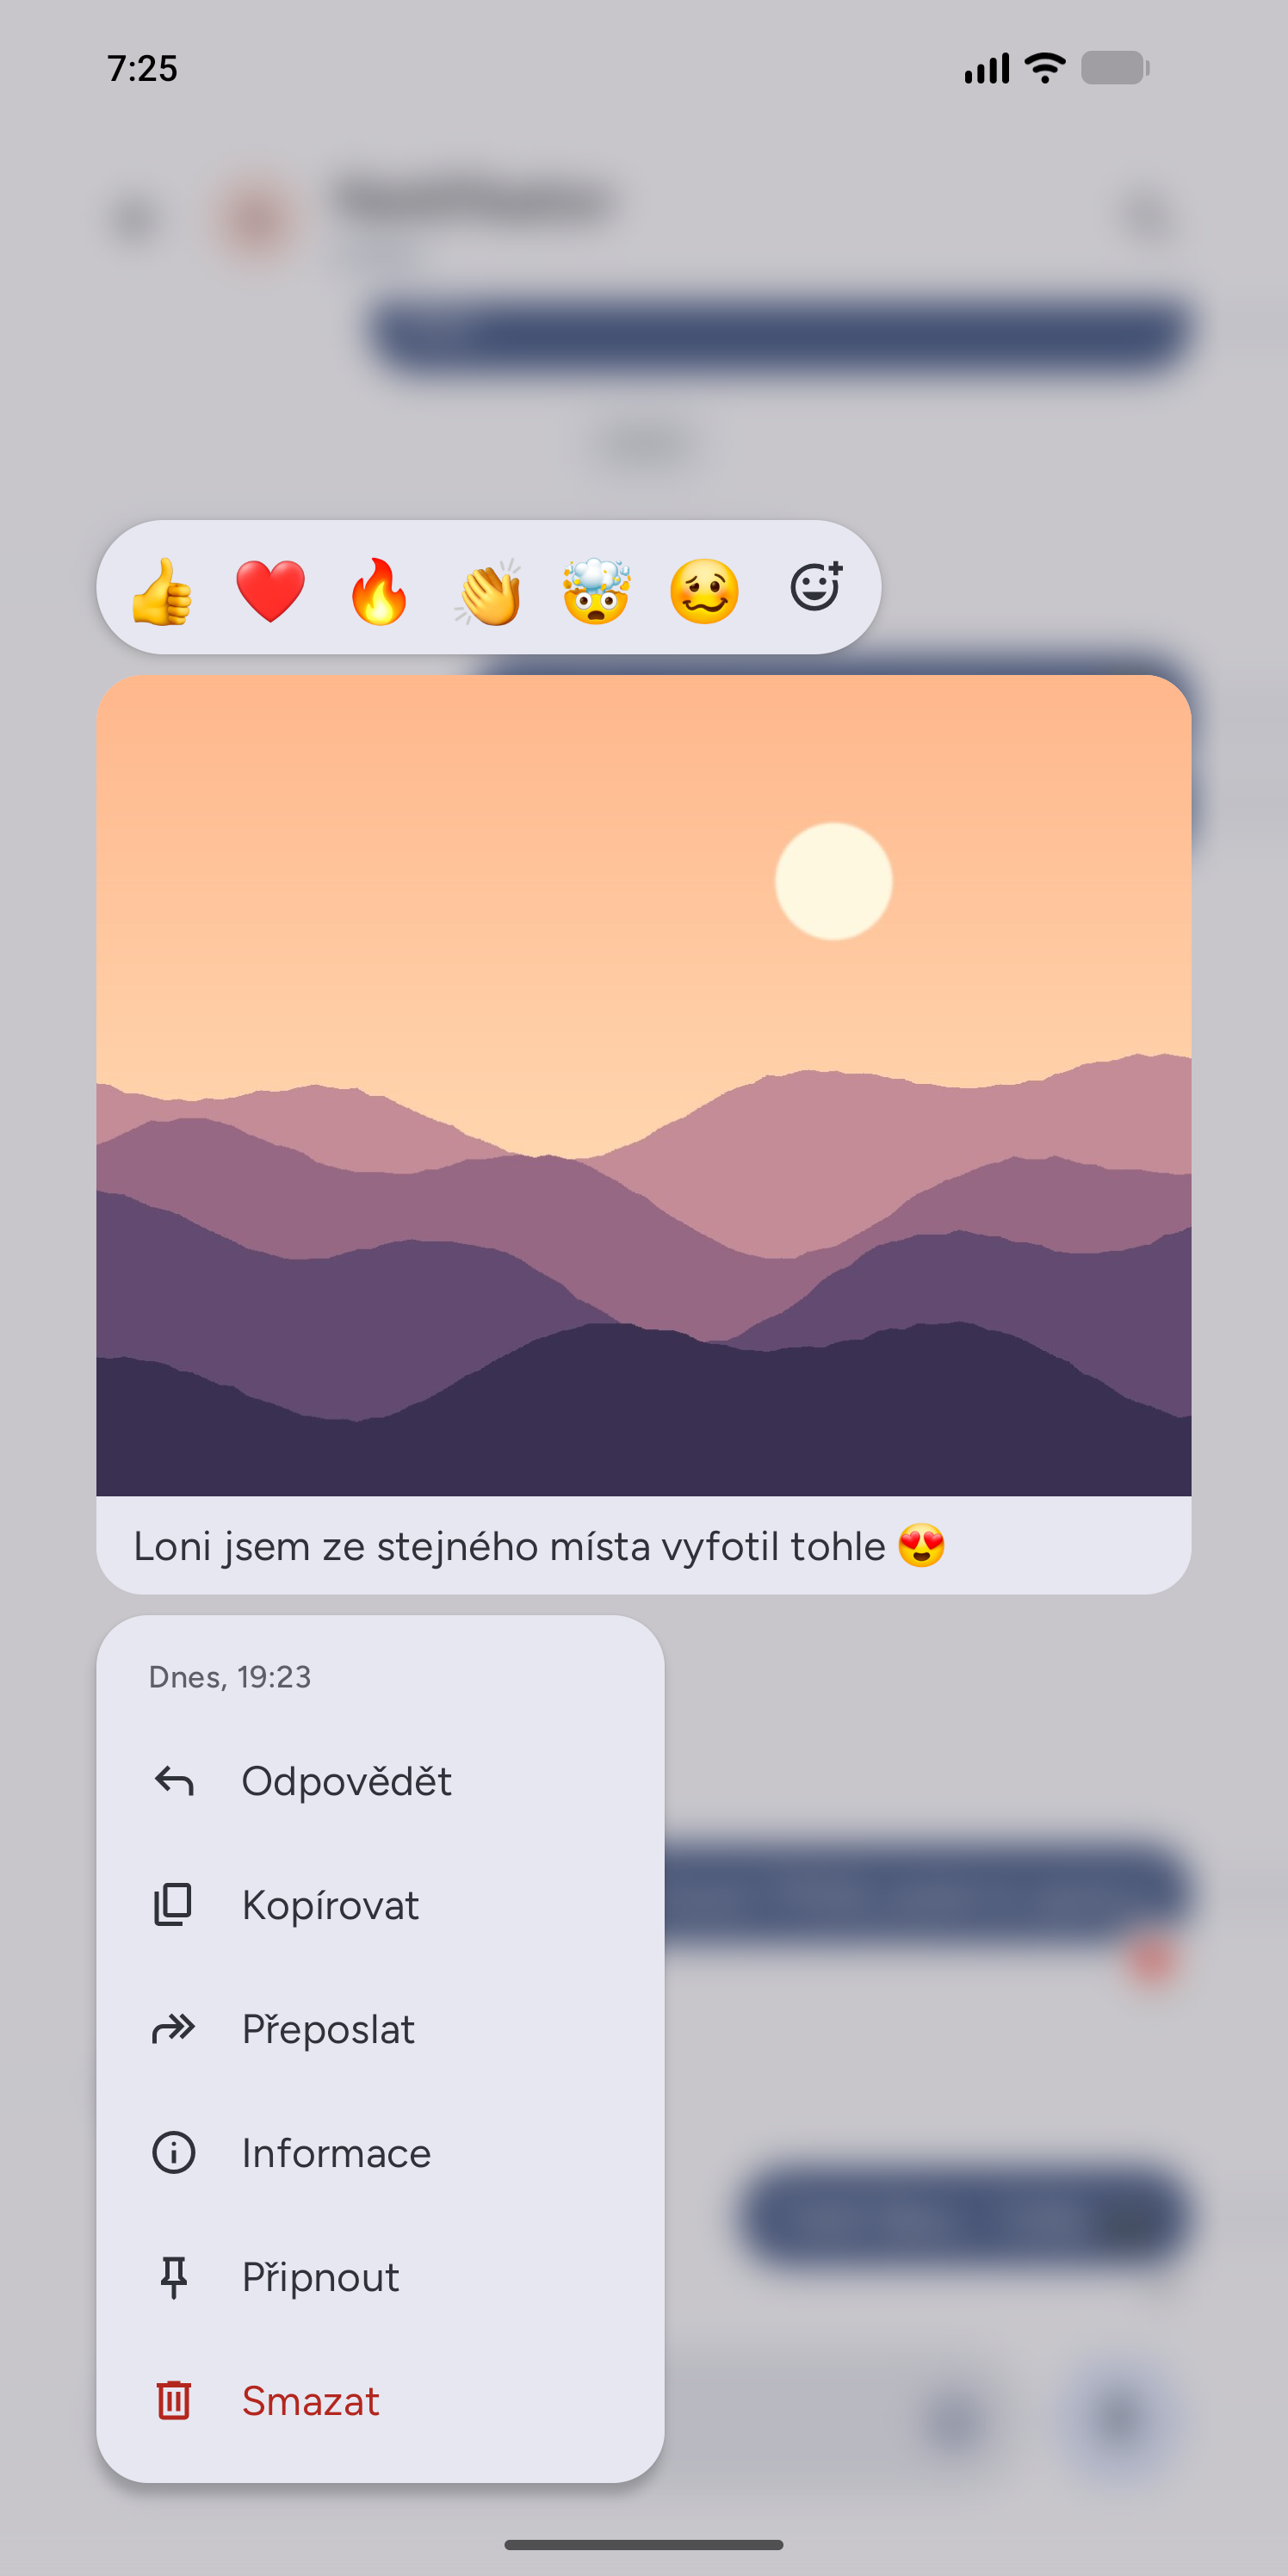 7:25
Loni jsem ze stejného místa vyfotil tohle 😍
Dnes, 19:23
Odpovědět
Kopírovat
Přeposlat
Informace
Připnout
Smazat